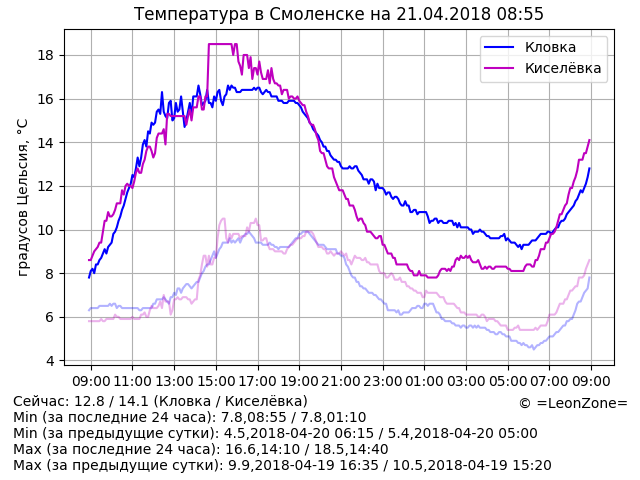 Температура в Смоленске на 21.04.2018 08:55
Кловка
Киселёвка
градусов Цельсия, °C
18
16
14
12
10
8
6
4
09:00 11:00 13:00 15:00 17:00 19:00 21:00 23:00 01:00 03:00 05:00 07:00 09:00
Сейчас: 12.8 / 14.1 (Кловка / Киселёвка)
© =LeonZone=
Min (за последние 24 часа): 7.8,08:55 / 7.8,01:10
Min (за предыдущие сутки): 4.5,2018-04-20 06:15 / 5.4,2018-04-20 05:00
Max (за последние 24 часа): 16.6,14:10 / 18.5,14:40
Max (за предыдущие сутки): 9.9,2018-04-19 16:35 / 10.5,2018-04-19 15:20